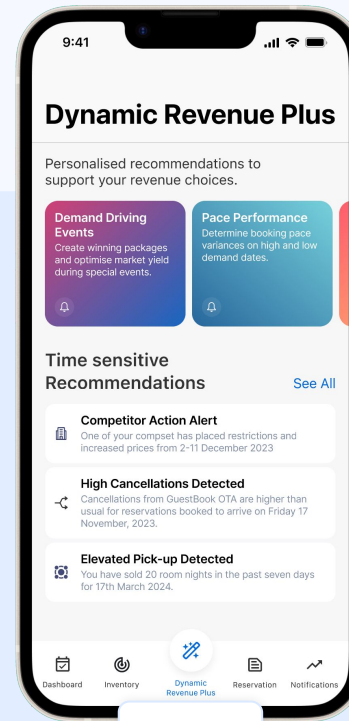 9:41
Dynamic Revenue Plus
Personalised recommendations to
support your revenue choices.
Demand Driving
Events
Create winning packages
and optimise market yield
during special events.
Pace Performance
Determine booking pace
variances on high and low
demand dates.
Time sensitive
Recommendations
See All
Competitor Action Alert
One of your compset has placed restrictions and
increased prices from 2-11 December 2023
High Cancellations Detected
Cancellations from GuestBook OTA are higher than
usual for reservations booked to arrive on Friday 17
November, 2023.
Elevated Pick-up Detected
You have sold 20 room nights in the past seven days
for 17th March 2024.
Dashboard
Inventory
Dynamic
Revenue Plus
Reservation
Notifications